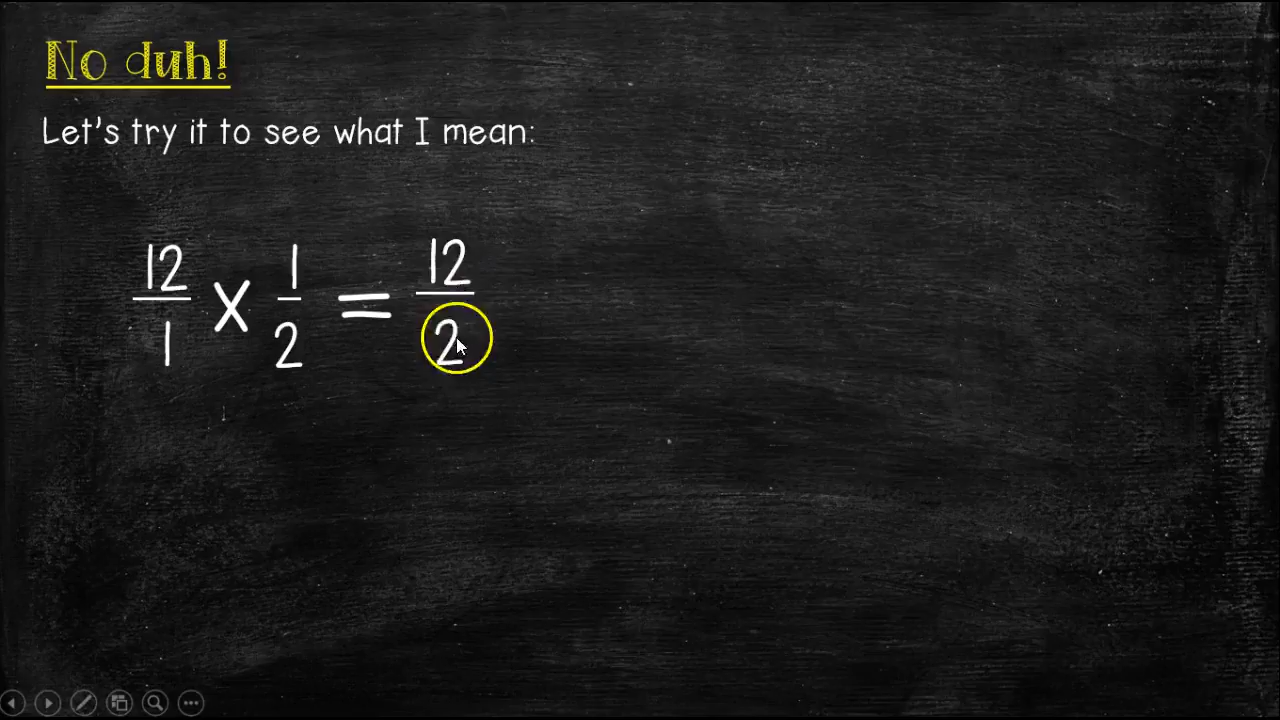 No duh!
Let's try it to see what I mean:
12/1 x 1/2 = 12/2